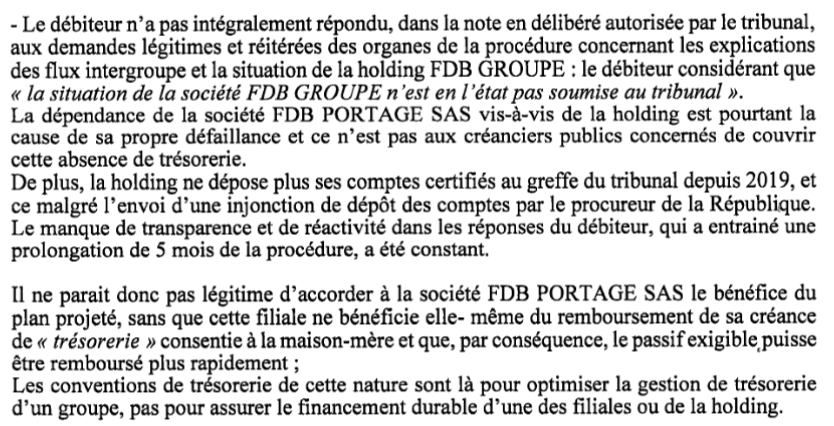 - Le débiteur n’a pas intégralement répondu, dans la note en délibéré autorisée par le tribunal,
aux demandes légitimes et réitérées des organes de la procédure concernant les explications
des flux intergroupe et la situation de la holding FDB GROUPE : le débiteur considérant que
« la situation de la société FDB GROUPE n’est en l’état pas soumise au tribunal ».
La dépendance de la société FDB PORTAGE SAS vis-à-vis de la holding est pourtant la
cause de sa propre défaillance et ce n’est pas aux créanciers publics concernés de couvrir
cette absence de trésorerie.
De plus, la holding ne dépose plus ses comptes certifiés au greffe du tribunal depuis 2019, et
ce malgré l’envoi d’une injonction de dépôt des comptes par le procureur de la République.
Le manque de transparence et de réactivité dans les réponses du débiteur, qui a entrainé une
prolongation de 5 mois de la procédure, a été constant.
Il ne parait donc pas légitime d’accorder à la société FDB PORTAGE SAS le bénéfice du
plan projeté, sans que cette filiale ne bénéficie elle- même du remboursement de sa créance
de « trésorerie » consentie à la maison-mère et que, par conséquence, le passif exigible puisse
être remboursé plus rapidement ;
Les conventions de trésorerie de cette nature sont là pour optimiser la gestion de trésorerie
d’un groupe, pas pour assurer le financement durable d’une des filiales ou de la holding.